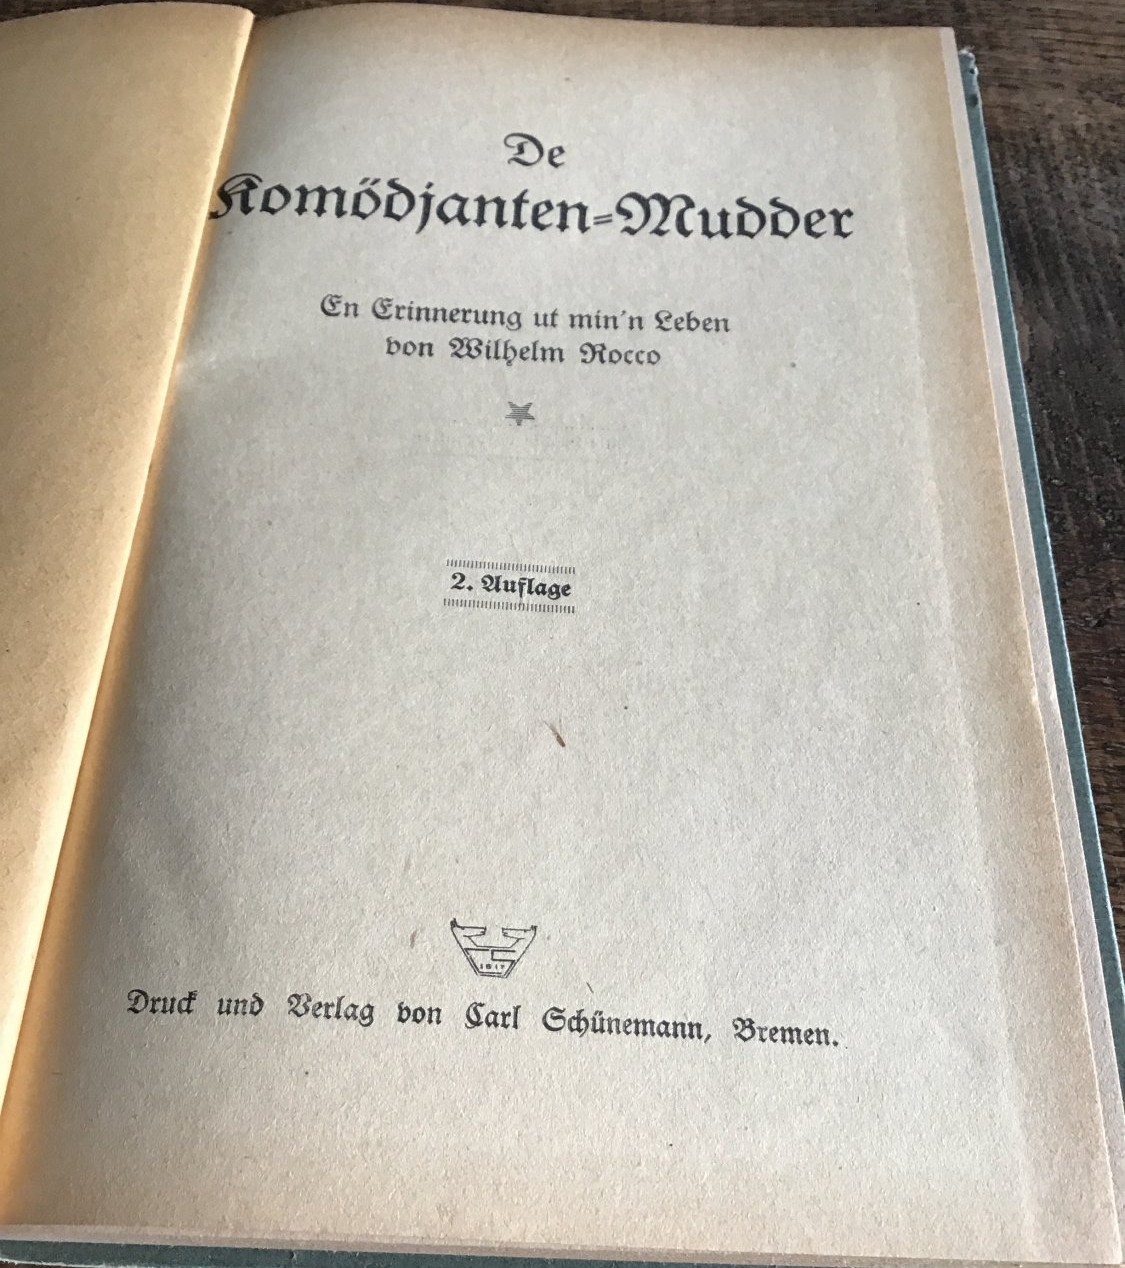 De
Komödjanten-Mudder
En Erinnerung ut min'n Leben
von Wilhelm Rocco
2. Auflage
1817
Druck und Verlag von Carl Schünemann, Bremen.